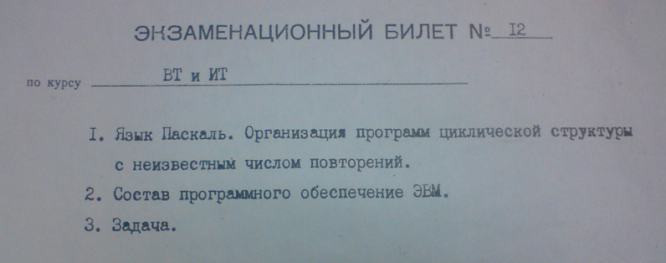 ЭКЗАМЕНАЦИОННЫЙ БИЛЕТ № I2
по курсу ВТ и ИТ
I. Язык Паскаль. Организация программ циклической структуры
с неизвестным числом повторений.
2. Состав программного обеспечение ЭВМ.
3. Задача.